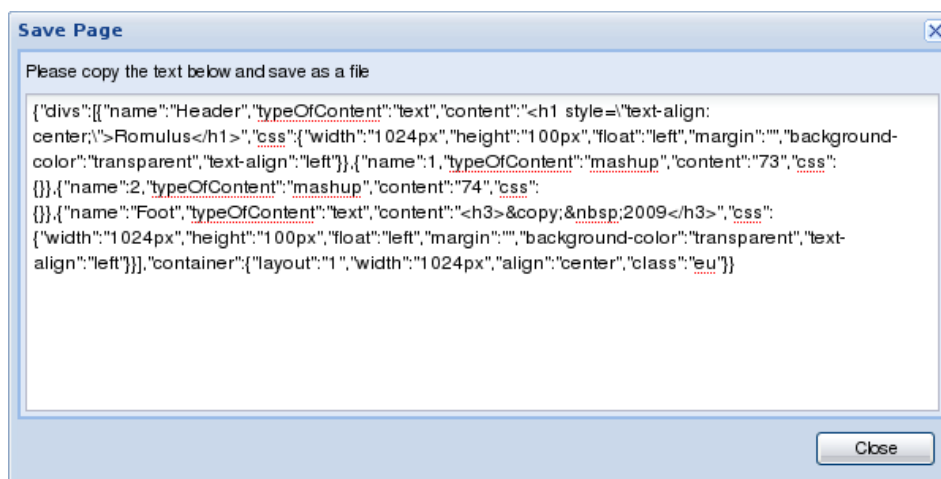 Save Page
Please copy the text below and save as a file
{"divs":[{"name":"Header","typeOfContent":"text","content":"<h1 style=\"text-align:
center;\">Romulus</h1>","css":{"width":"1024px","height":"100px","float":"left","margin":"","background-
color":"transparent","text-align":"left"}},{"name":1,"typeOfContent":"mashup","content":"73","css":
{}},{"name":2,"typeOfContent":"mashup","content":"74","css":
{}},{"name":"Foot","typeOfContent":"text","content":"<h3>&copy;&nbsp;2009</h3>","css":
{"width":"1024px","height":"100px","float":"left","margin":"","background-color":"transparent","text-
align":"left"}}],"container":{"layout":"1","width":"1024px","align":"center","class":"eu"}}
Close